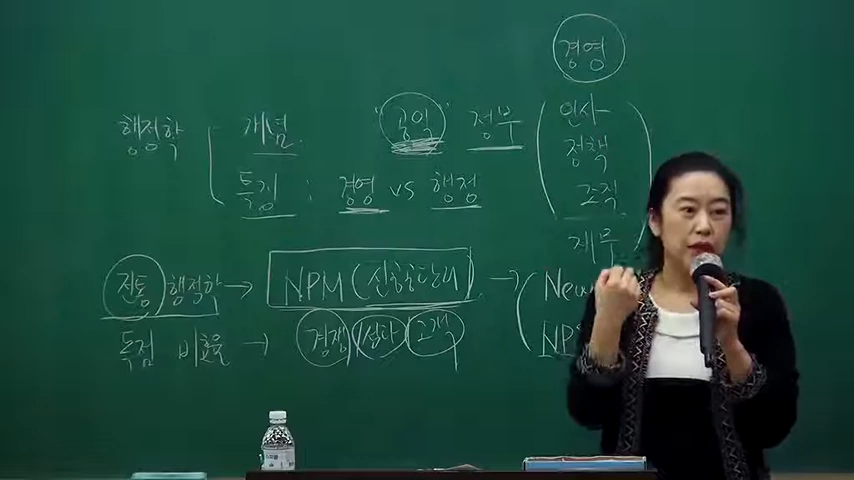 경영
행정학 개념 "공익" 정부 인사
정책
특징 : 경영 vs 행정 조직
재무
전통 행정학 → NPM (신공공관리) → New
독점 비효율 → 경쟁 / 성과 / 고객 NP